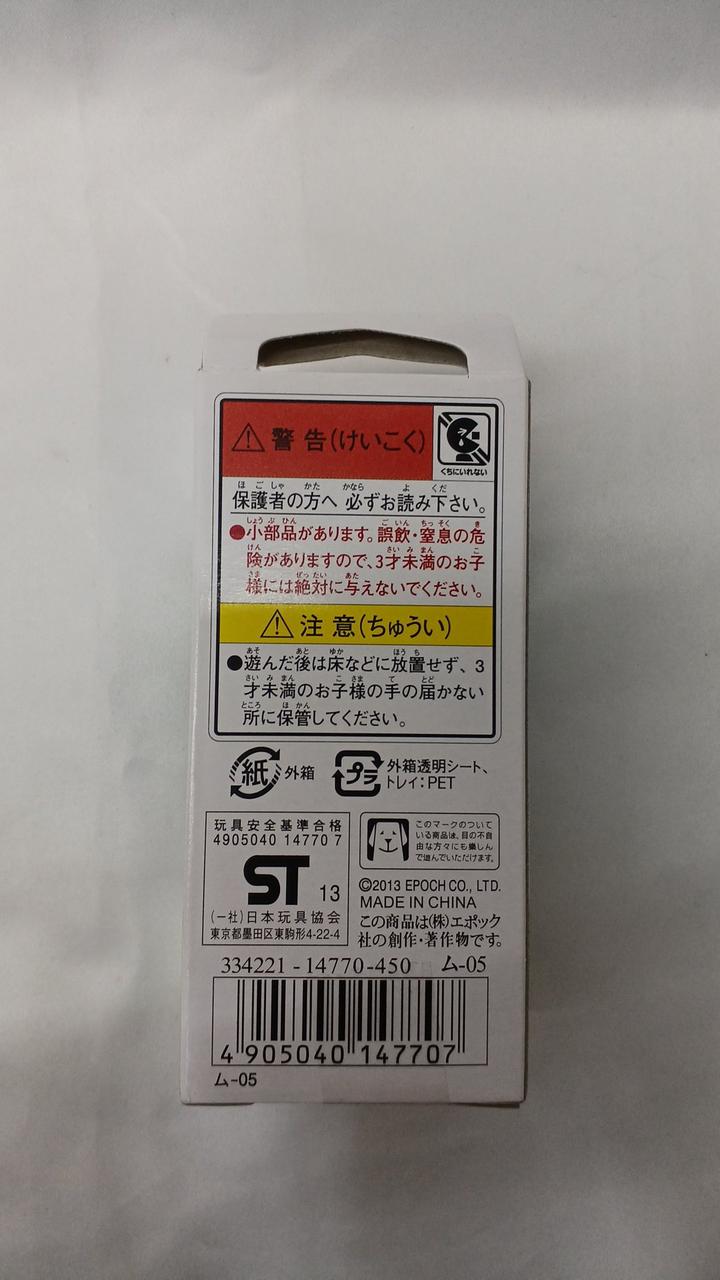 警告(けいこく)
くちにいれない
保護者の方へ 必ずお読み下さい。
●小部品があります。誤飲・窒息の危
険がありますので、3才未満のお子
様には絶対に与えないでください。
注意(ちゅうい)
●遊んだ後は床などに放置せず、3
才未満のお子様の手の届かない
所に保管してください。
紙 外箱
プラ 外箱透明シート、
トレイ:PET
玩具安全基準合格
4905040 14770 7
ST 13
(一社)日本玩具協会
東京都墨田区東駒形4-22-4
このマークのついて
いる商品は、目の不自
由な方々にも楽しん
で遊んでいただけます。
©2013 EPOCH CO., LTD.
MADE IN CHINA
この商品は(株)エポック
社の創作・著作物です。
334221-14770-450 ム-05
4 905040 147707
ム-05